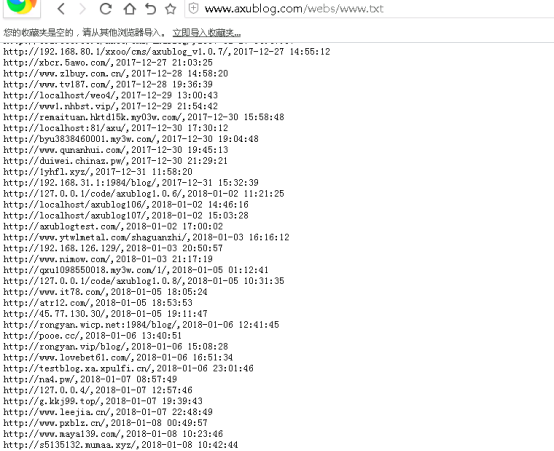 www.axublog.com/webs/www.txt
您的收藏夹是空的，请从其他浏览器导入。 立即导入收藏夹...
http://192.168.80.1/xxoo/cms/axublog_v1.0.7/,2017-12-27 14:55:12
http://xbcr.5awo.com/,2017-12-27 21:03:25
http://www.zlbuy.com.cn/,2017-12-28 14:58:20
http://www.tv187.com/,2017-12-28 19:36:39
http://localhost/weo4/,2017-12-29 13:00:43
http://www1.nhbst.vip/,2017-12-29 21:54:42
http://remaituan.hktd15k.my03w.com/,2017-12-30 15:58:48
http://localhost:81/axu/,2017-12-30 17:30:12
http://byu3838460001.my3w.com/,2017-12-30 19:04:48
http://www.qunanhui.com/,2017-12-30 19:45:13
http://duiwei.chinaz.pw/,2017-12-30 21:29:21
http://lyhfl.xyz/,2017-12-31 11:58:20
http://192.168.31.1:1984/blog/,2017-12-31 15:32:39
http://127.0.0.1/code/axublog1.0.6/,2018-01-02 11:21:25
http://localhost/axublog106/,2018-01-02 14:46:16
http://localhost/axublog107/,2018-01-02 15:03:28
http://axublogtest.com/,2018-01-02 17:00:02
http://www.ytwlmetal.com/shaguanzhi/,2018-01-03 16:16:12
http://192.168.126.129/,2018-01-03 20:50:57
http://www.nimow.com/,2018-01-03 21:17:19
http://qxu1098550018.my3w.com/1/,2018-01-05 01:12:41
http://127.0.0.1/code/axublog1.0.8/,2018-01-05 10:31:35
http://www.it78.com/,2018-01-05 18:05:24
http://atr12.com/,2018-01-05 18:53:53
http://45.77.130.30/,2018-01-05 19:11:47
http://rongyan.wicp.net:1984/blog/,2018-01-06 12:41:45
http://pooe.cc/,2018-01-06 13:40:51
http://rongyan.vip/blog/,2018-01-06 15:08:28
http://www.lovebet61.com/,2018-01-06 16:51:34
http://testblog.xa.xpulfi.cn/,2018-01-06 23:01:46
http://na4.pw/,2018-01-07 08:57:49
http://127.0.0.4/,2018-01-07 12:57:46
http://g.kkj99.top/,2018-01-07 19:39:43
http://www.leejia.cn/,2018-01-07 22:48:49
http://www.pxblz.cn/,2018-01-08 00:49:57
http://www.maya139.com/,2018-01-08 10:23:46
http://s5135132.mumaa.xyz/,2018-01-08 10:42:44